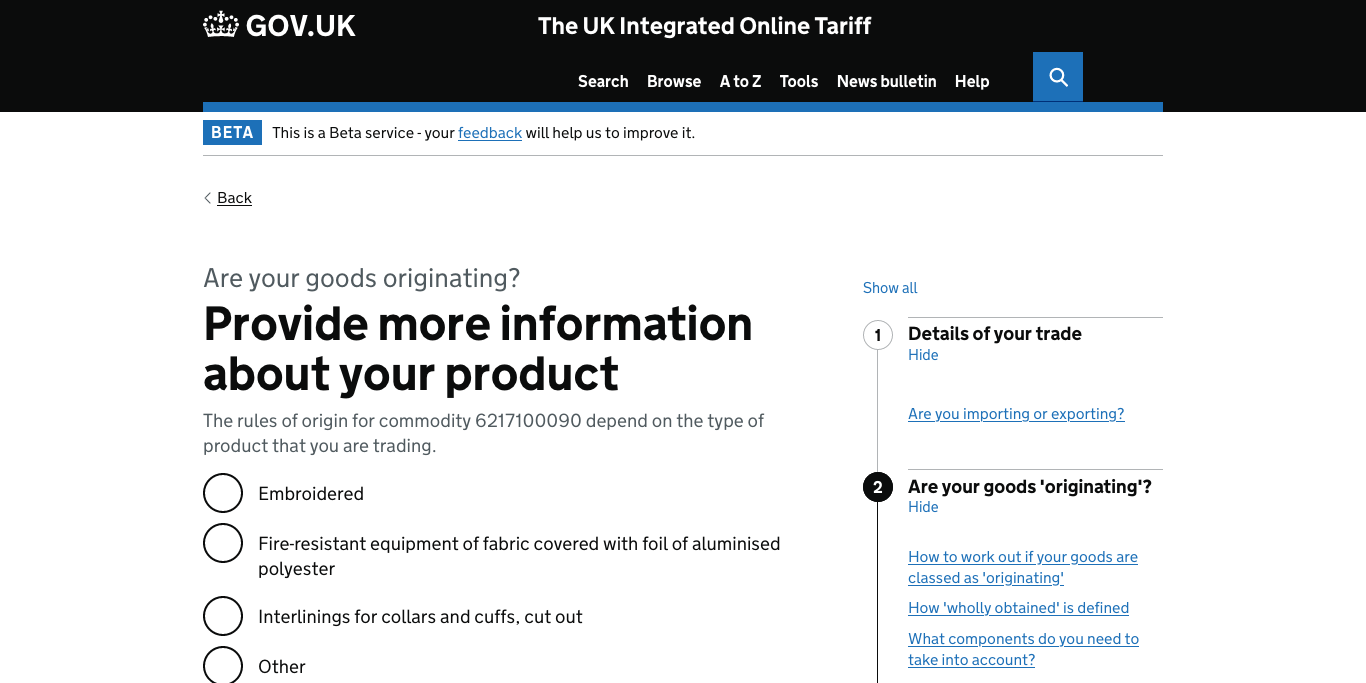 GOV.UK
The UK Integrated Online Tariff
Search Browse A to Z Tools News bulletin Help
BETA This is a Beta service - your feedback will help us to improve it.
Back
Are your goods originating?
Provide more information
about your product
The rules of origin for commodity 6217100090 depend on the type of
product that you are trading.
Embroidered
Fire-resistant equipment of fabric covered with foil of aluminised
polyester
Interlinings for collars and cuffs, cut out
Other
Show all
1 Details of your trade
Hide
Are you importing or exporting?
2 Are your goods 'originating'?
Hide
How to work out if your goods are
classed as 'originating'
How 'wholly obtained' is defined
What components do you need to
take into account?